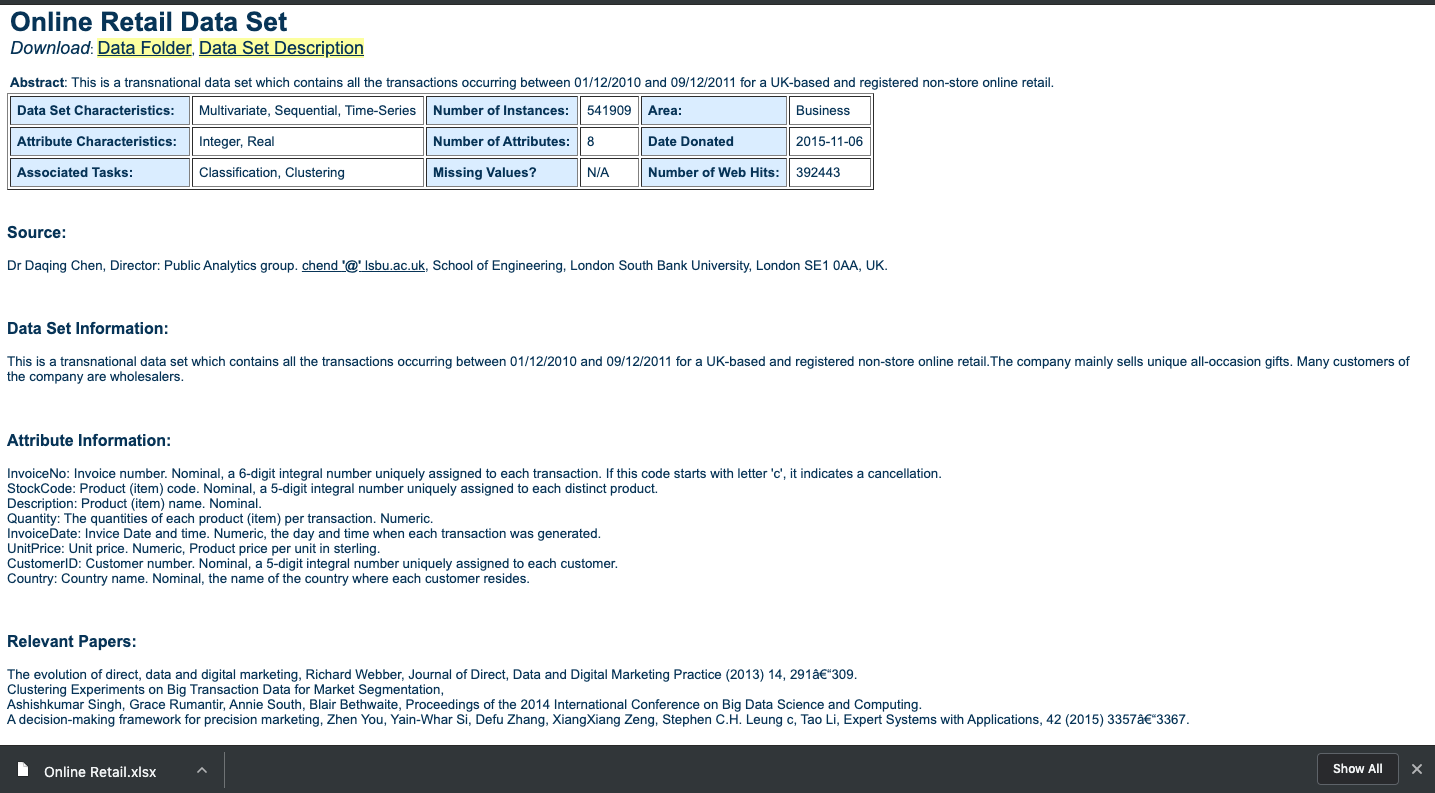 Online Retail Data Set
Download: Data Folder, Data Set Description
Abstract: This is a transnational data set which contains all the transactions occurring between 01/12/2010 and 09/12/2011 for a UK-based and registered non-store online retail.
Data Set Characteristics: Multivariate, Sequential, Time-Series Number of Instances: 541909 Area: Business
Attribute Characteristics: Integer, Real Number of Attributes: 8 Date Donated 2015-11-06
Associated Tasks: Classification, Clustering Missing Values? N/A Number of Web Hits: 392443
Source:
Dr Daqing Chen, Director: Public Analytics group. chend '@' lsbu.ac.uk, School of Engineering, London South Bank University, London SE1 0AA, UK.
Data Set Information:
This is a transnational data set which contains all the transactions occurring between 01/12/2010 and 09/12/2011 for a UK-based and registered non-store online retail.The company mainly sells unique all-occasion gifts. Many customers of
the company are wholesalers.
Attribute Information:
InvoiceNo: Invoice number. Nominal, a 6-digit integral number uniquely assigned to each transaction. If this code starts with letter 'c', it indicates a cancellation.
StockCode: Product (item) code. Nominal, a 5-digit integral number uniquely assigned to each distinct product.
Description: Product (item) name. Nominal.
Quantity: The quantities of each product (item) per transaction. Numeric.
InvoiceDate: Invice Date and time. Numeric, the day and time when each transaction was generated.
UnitPrice: Unit price. Numeric, Product price per unit in sterling.
CustomerID: Customer number. Nominal, a 5-digit integral number uniquely assigned to each customer.
Country: Country name. Nominal, the name of the country where each customer resides.
Relevant Papers:
The evolution of direct, data and digital marketing, Richard Webber, Journal of Direct, Data and Digital Marketing Practice (2013) 14, 291â€“309.
Clustering Experiments on Big Transaction Data for Market Segmentation,
Ashishkumar Singh, Grace Rumantir, Annie South, Blair Bethwaite, Proceedings of the 2014 International Conference on Big Data Science and Computing.
A decision-making framework for precision marketing, Zhen You, Yain-Whar Si, Defu Zhang, XiangXiang Zeng, Stephen C.H. Leung c, Tao Li, Expert Systems with Applications, 42 (2015) 3357â€“3367.
Online Retail.xlsx Show All